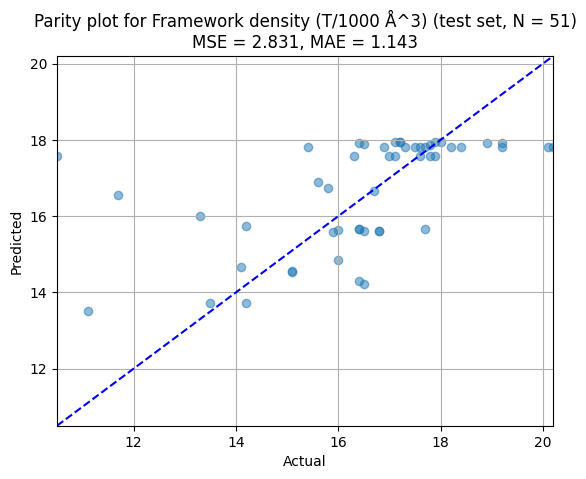 Parity plot for Framework density (T/1000 Å^3) (test set, N = 51)
MSE = 2.831, MAE = 1.143
20
18
16
14
12
Predicted
12
14
16
18
20
Actual